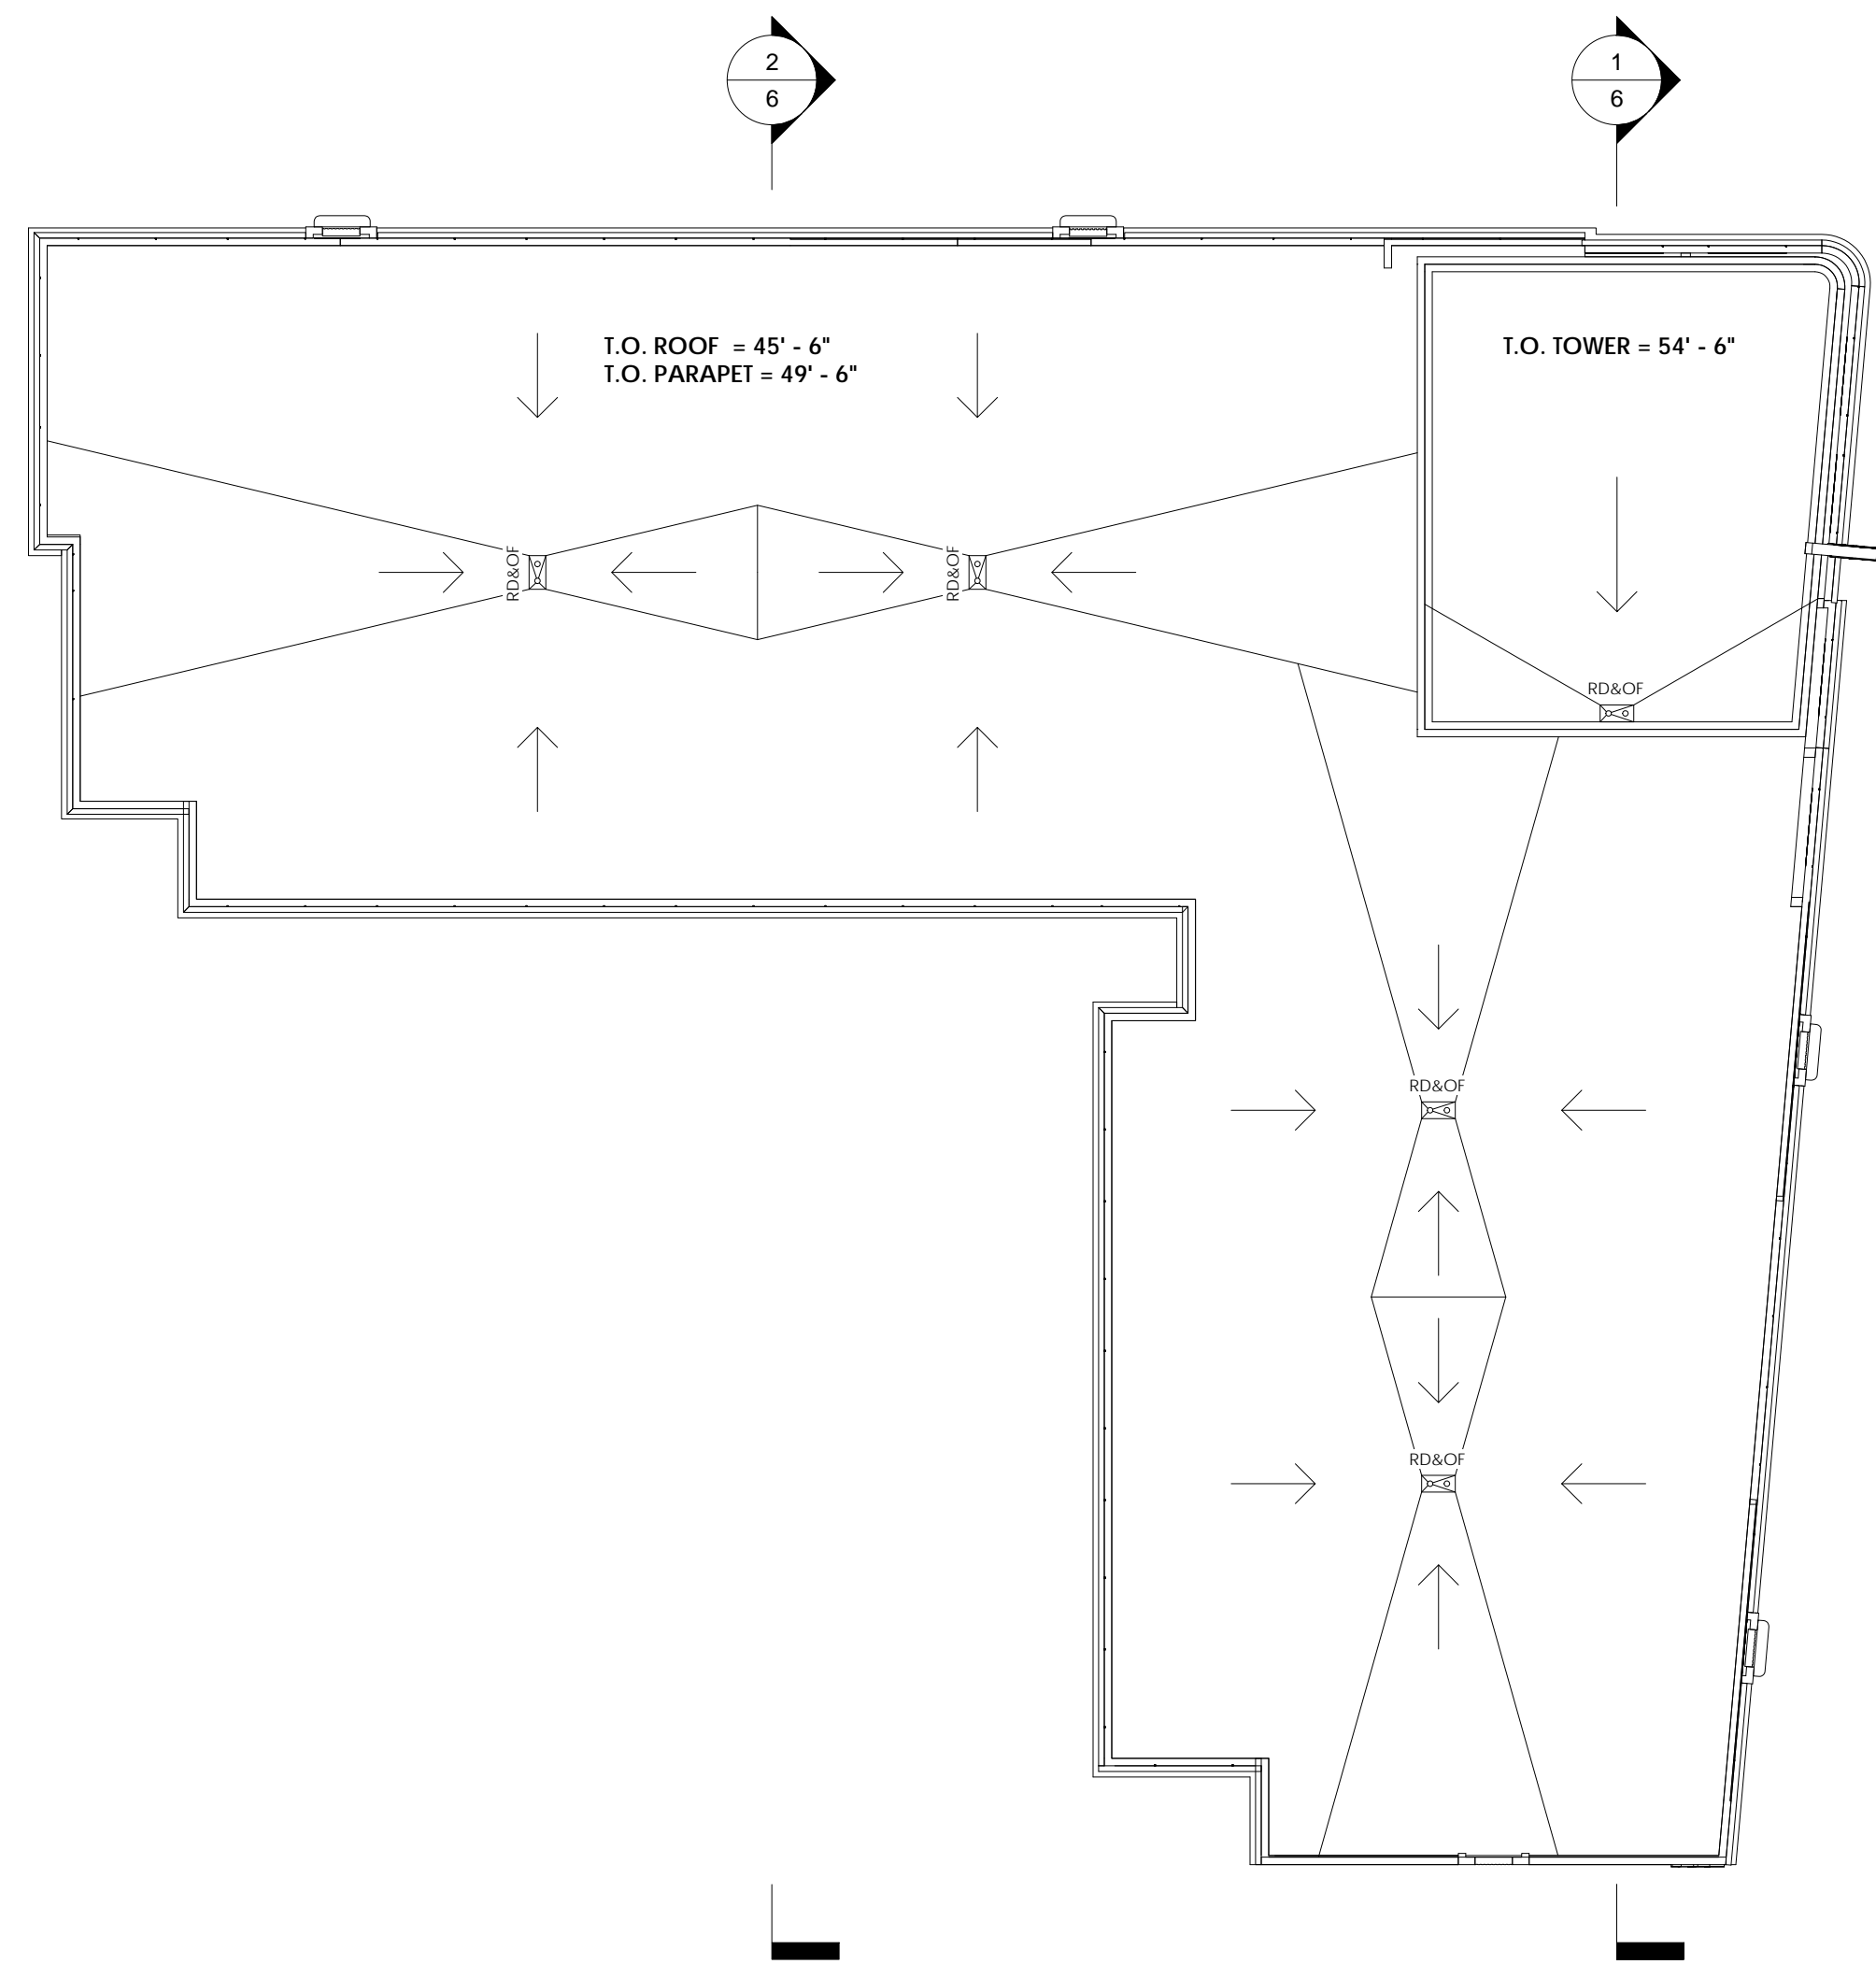 2
6
1
6
T.O. ROOF = 45' - 6"
T.O. PARAPET = 49' - 6"
T.O. TOWER = 54' - 6"
RD&OF
RD&OF
RD&OF
RD&OF
RD&OF